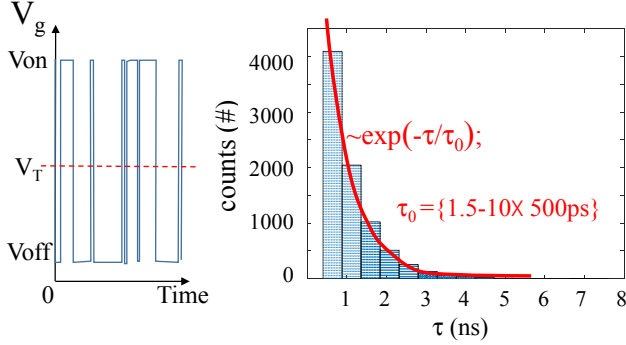 Vg
Von
VT
Voff
0
Time
counts (#)
4000
3000
2000
1000
0
~exp(-τ/τ0);
τ0={1.5-10X 500ps}
1 2 3 4 5 6 7 8
τ (ns)